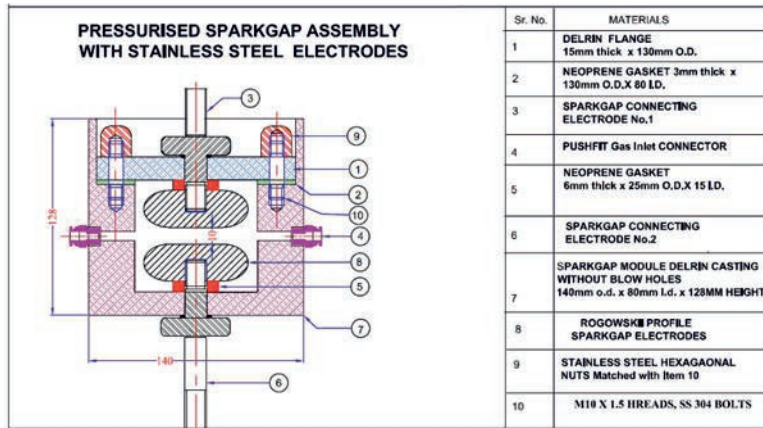 PRESSURISED SPARKGAP ASSEMBLY
WITH STAINLESS STEEL ELECTRODES
3
9
1
2
10
4
8
5
7
6
128
10
140
Sr. No. MATERIALS
1 DELRIN FLANGE
15mm thick x 130mm O.D.
2 NEOPRENE GASKET 3mm thick x
130mm O.D.X 80 I.D.
3 SPARKGAP CONNECTING
ELECTRODE No.1
4 PUSHFIT Gas Inlet CONNECTOR
5 NEOPRENE GASKET
6mm thick x 25mm O.D.X 15 I.D.
6 SPARKGAP CONNECTING
ELECTRODE No.2
7 SPARKGAP MODULE DELRIN CASTING
WITHOUT BLOW HOLES
140mm o.d. x 80mm I.d. x 128MM HEIGHT
8 ROGOWSKII PROFILE
SPARKGAP ELECTRODES
9 STAINLESS STEEL HEXAGAONAL
NUTS Matched with Item 10
10 M10 X 1.5 HREADS, SS 304 BOLTS